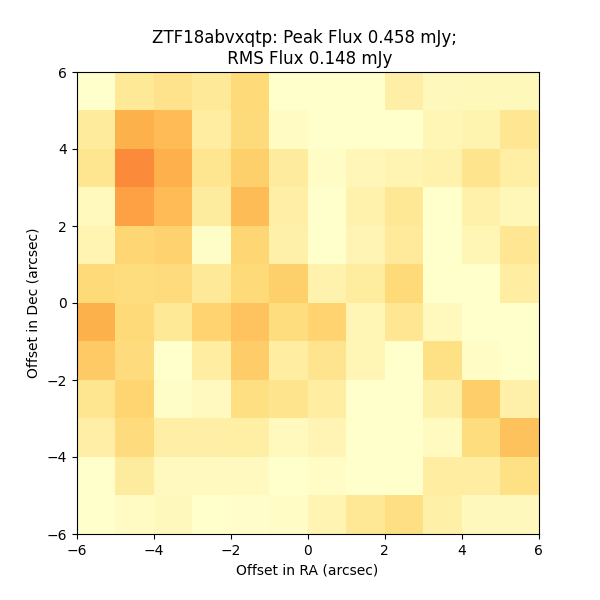 ZTF18abvxqtp: Peak Flux 0.458 mJy;
RMS Flux 0.148 mJy
6
4
2
0
−2
−4
−6
Offset in Dec (arcsec)
−6 −4 −2 0 2 4 6
Offset in RA (arcsec)